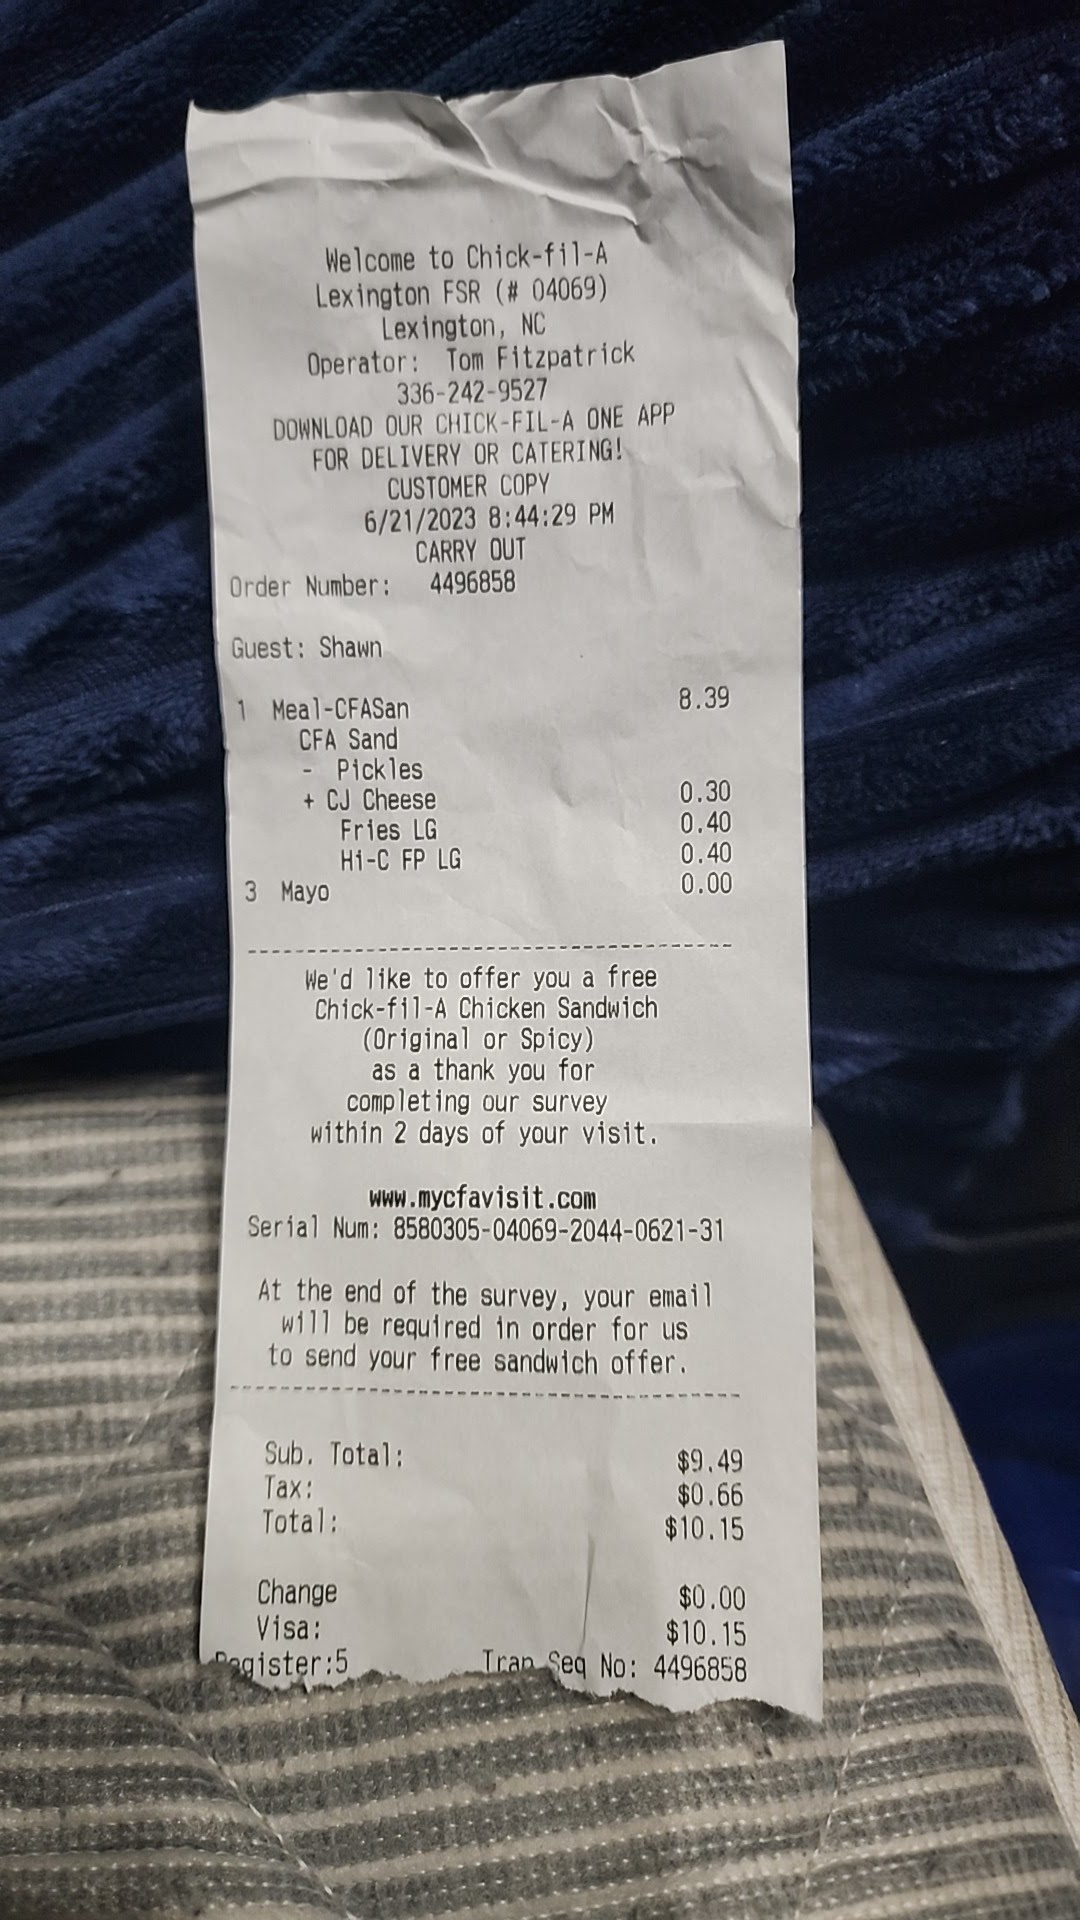 Welcome to Chick-fil-A
Lexington FSR (# 04069)
Lexington, NC
Operator: Tom Fitzpatrick
336-242-9527
DOWNLOAD OUR CHICK-FIL-A ONE APP
FOR DELIVERY OR CATERING!
CUSTOMER COPY
6/21/2023 8:44:29 PM
CARRY OUT
Order Number: 4496858
Guest: Shawn
1 Meal-CFASan 8.39
CFA Sand
- Pickles
+ CJ Cheese 0.30
Fries LG 0.40
Hi-C FP LG 0.40
3 Mayo 0.00
We'd like to offer you a free
Chick-fil-A Chicken Sandwich
(Original or Spicy)
as a thank you for
completing our survey
within 2 days of your visit.
www.mycfavisit.com
Serial Num: 8580305-04069-2044-0621-31
At the end of the survey, your email
will be required in order for us
to send your free sandwich offer.
Sub. Total: $9.49
Tax: $0.66
Total: $10.15
Change $0.00
Visa: $10.15
Register:5 Tran Seq No: 4496858